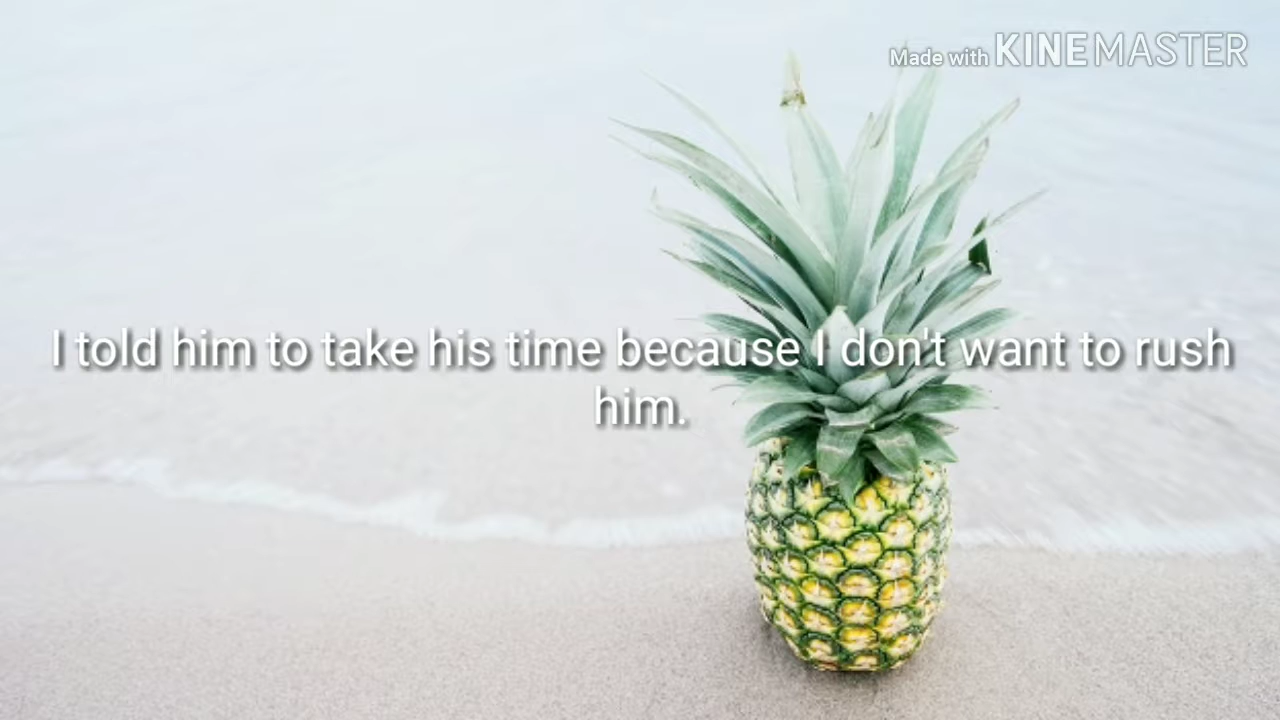 Made with KINEMASTER
I told him to take his time because I don't want to rush
him.